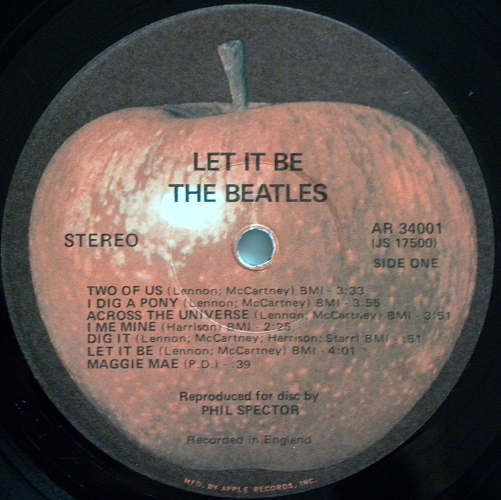 LET IT BE
THE BEATLES
STEREO
AR 34001
(JS 17500)
SIDE ONE
TWO OF US (Lennon; McCartney) BMI - 3:33
I DIG A PONY (Lennon; McCartney) BMI - 3:55
ACROSS THE UNIVERSE (Lennon; McCartney) BMI - 3:51
I ME MINE (Harrison) BMI - 2:25
DIG IT (Lennon; McCartney; Harrison; Starr) BMI - :51
LET IT BE (Lennon; McCartney) BMI - 4:01
MAGGIE MAE (P.D.) - :39
Reproduced for disc by
PHIL SPECTOR
Recorded in England
MFD. BY APPLE RECORDS, INC.